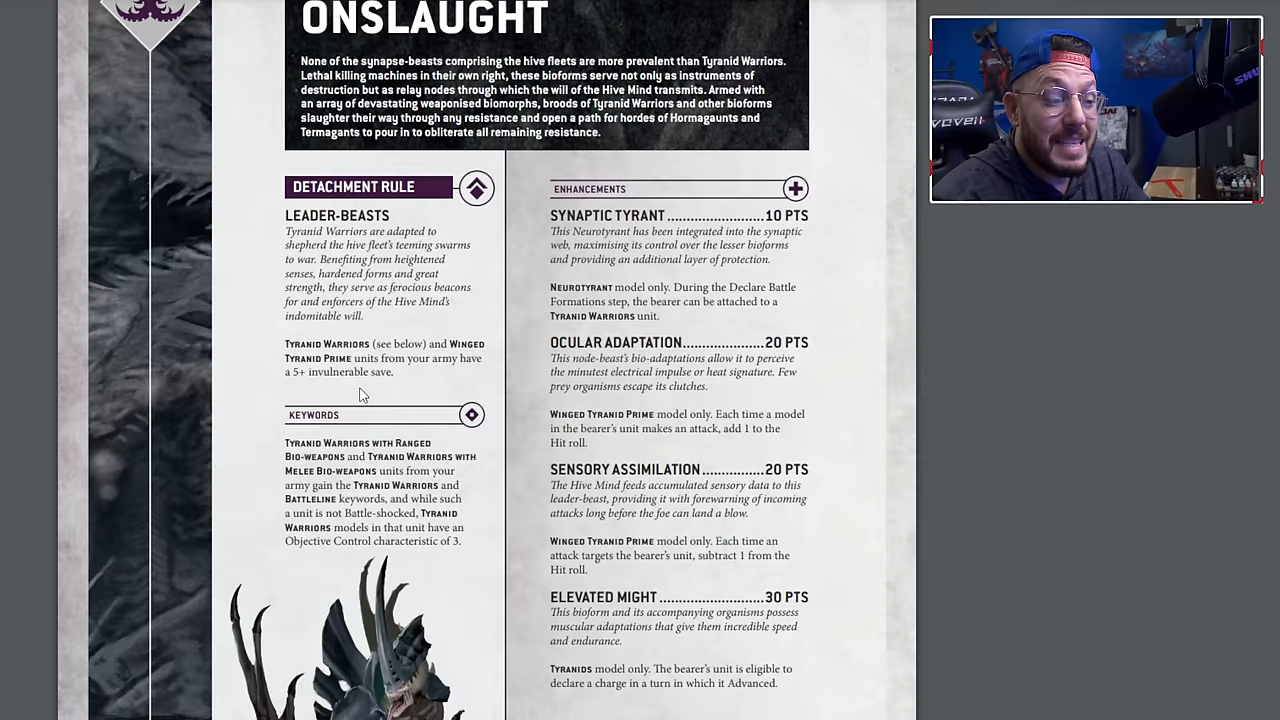 ONSLAUGHT
None of the synapse-beasts comprising the hive fleets are more prevalent than Tyranid Warriors.
Lethal killing machines in their own right, these bioforms serve not only as instruments of
destruction but as relay nodes through which the will of the Hive Mind transmits. Armed with
an array of devastating weaponised biomorphs, broods of Tyranid Warriors and other bioforms
slaughter their way through any resistance and open a path for hordes of Hormagaunts and
Termagants to pour in to obliterate all remaining resistance.
DETACHMENT RULE
LEADER-BEASTS
Tyranid Warriors are adapted to
shepherd the hive fleet's teeming swarms
to war. Benefiting from heightened
senses, hardened forms and great
strength, they serve as ferocious beacons
for and enforcers of the Hive Mind's
indomitable will.
TYRANID WARRIORS (see below) and WINGED
TYRANID PRIME units from your army have
a 5+ invulnerable save.
KEYWORDS
TYRANID WARRIORS WITH RANGED
BIO-WEAPONS and TYRANID WARRIORS WITH
MELEE BIO-WEAPONS units from your
army gain the TYRANID WARRIORS and
BATTLELINE keywords, and while such
a unit is not Battle-shocked, TYRANID
WARRIORS models in that unit have an
Objective Control characteristic of 3.
ENHANCEMENTS
SYNAPTIC TYRANT........................10 PTS
This Neurotyrant has been integrated into the synaptic
web, maximising its control over the lesser bioforms
and providing an additional layer of protection.
NEUROTYRANT model only. During the Declare Battle
Formations step, the bearer can be attached to a
TYRANID WARRIORS unit.
OCULAR ADAPTATION....................20 PTS
This node-beast's bio-adaptations allow it to perceive
the minutest electrical impulse or heat signature. Few
prey organisms escape its clutches.
WINGED TYRANID PRIME model only. Each time a model
in the bearer's unit makes an attack, add 1 to the
Hit roll.
SENSORY ASSIMILATION...............20 PTS
The Hive Mind feeds accumulated sensory data to this
leader-beast, providing it with forewarning of incoming
attacks long before the foe can land a blow.
WINGED TYRANID PRIME model only. Each time an
attack targets the bearer's unit, subtract 1 from the
Hit roll.
ELEVATED MIGHT.........................30 PTS
This bioform and its accompanying organisms possess
muscular adaptations that give them incredible speed
and endurance.
TYRANIDS model only. The bearer's unit is eligible to
declare a charge in a turn in which it Advanced.